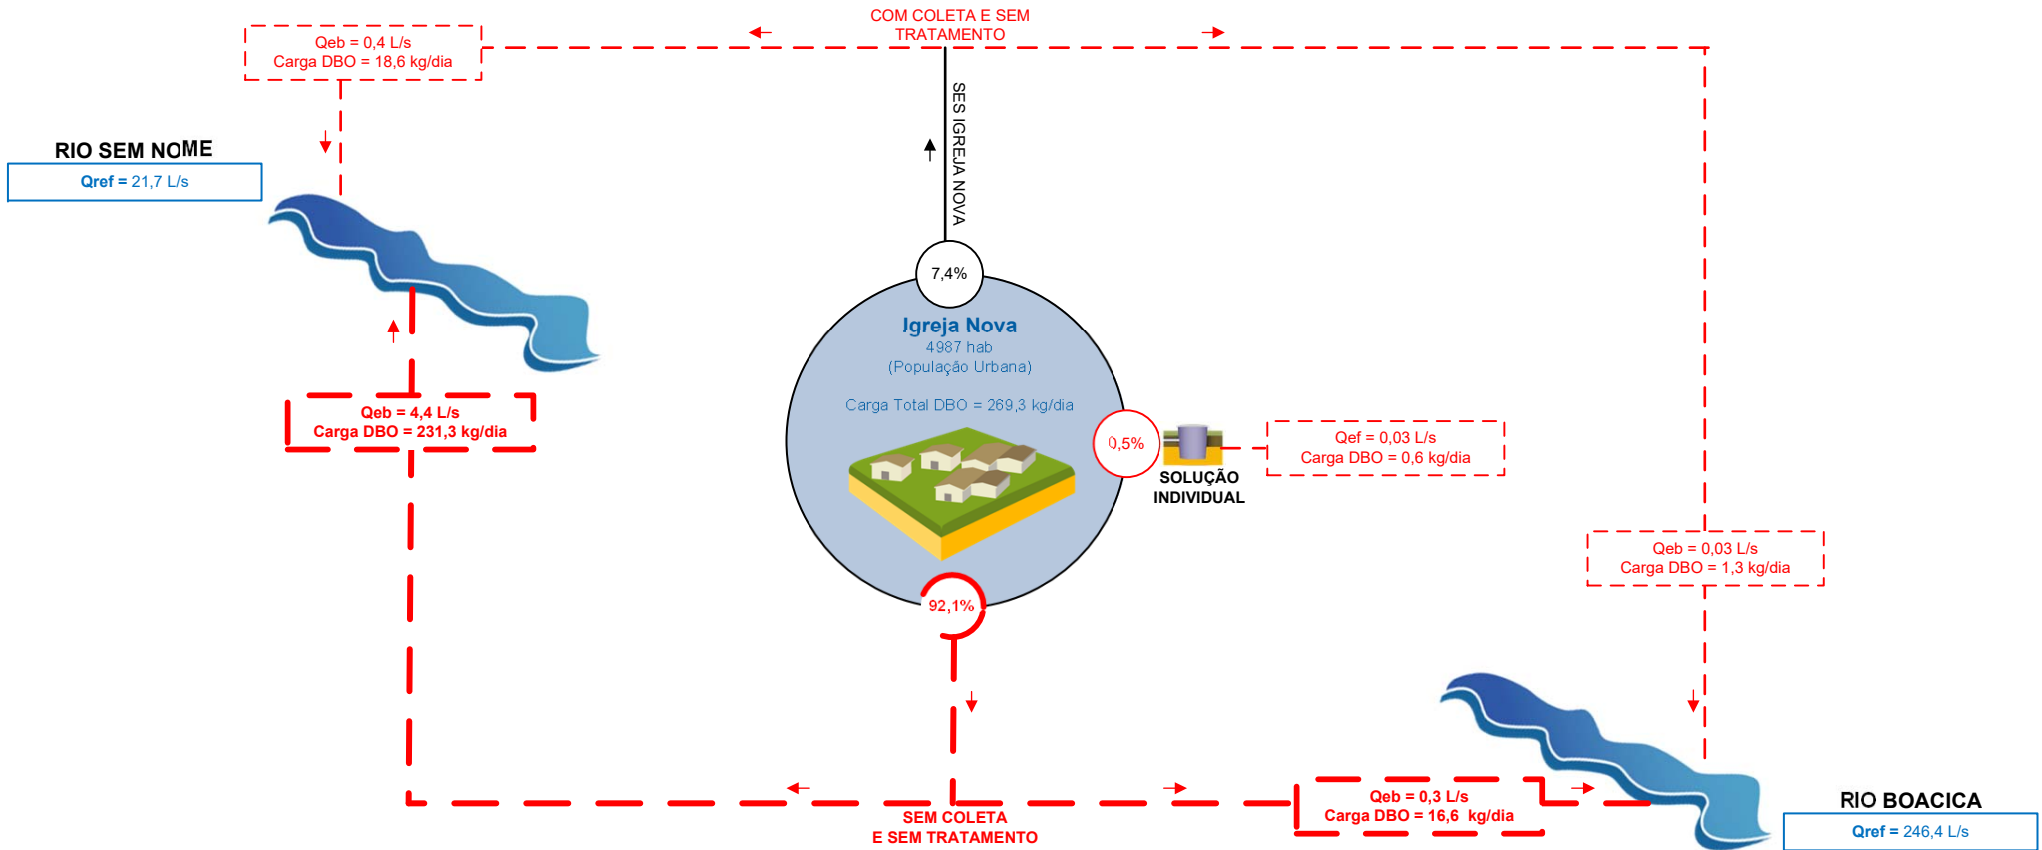 COM COLETA E SEM
TRATAMENTO
Qeb = 0,4 L/s
Carga DBO = 18,6 kg/dia
SES IGREJA NOVA
RIO SEM NOME
Qref = 21,7 L/s
7,4%
Igreja Nova
4987 hab
(População Urbana)
Carga Total DBO = 269,3 kg/dia
Qeb = 4,4 L/s
Carga DBO = 231,3 kg/dia
0,5%
SOLUÇÃO
INDIVIDUAL
Qef = 0,03 L/s
Carga DBO = 0,6 kg/dia
Qeb = 0,03 L/s
Carga DBO = 1,3 kg/dia
92,1%
SEM COLETA
E SEM TRATAMENTO
Qeb = 0,3 L/s
Carga DBO = 16,6 kg/dia
RIO BOACICA
Qref = 246,4 L/s